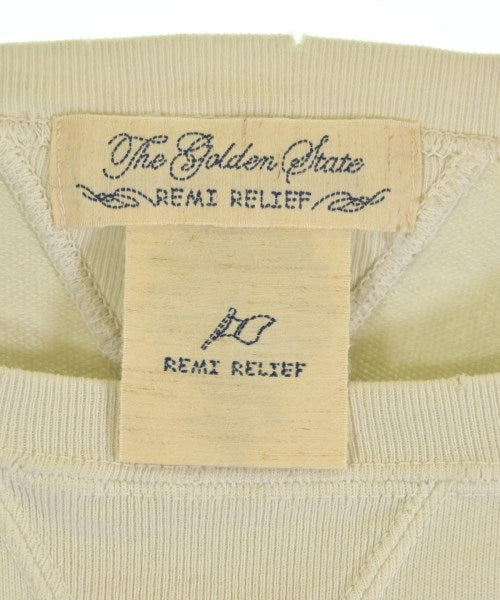 The Golden State
REMI RELIEF
REMI RELIEF